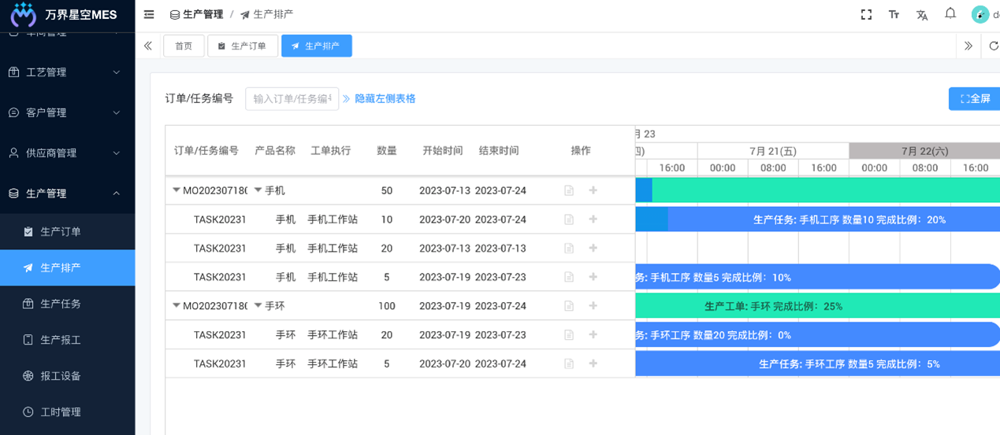 万界星空MES
生产管理 / 生产排产
首页
生产订单
生产排产
工艺管理
客户管理
供应商管理
生产管理
生产订单
生产排产
生产任务
生产报工
报工设备
工时管理
订单/任务编号
输入订单/任务编号
隐藏左侧表格
全屏
订单/任务编号 产品名称 工单执行 数量 开始时间 结束时间 操作
月 23
四) 7月 21(五) 7月 22(六)
16:00 00:00 08:00 16:00 00:00 08:00 16:00
MO20230718 手机 50 2023-07-13 2023-07-24
TASK20231 手机 手机工作站 10 2023-07-20 2023-07-24 生产任务: 手机工序 数量10 完成比例：20%
TASK20231 手机 手机工作站 20 2023-07-13 2023-07-13
TASK20231 手机 手机工作站 5 2023-07-19 2023-07-23 务: 手机工序 数量5 完成比例：10%
MO20230718 手环 100 2023-07-19 2023-07-24 生产工单: 手环 完成比例：25%
TASK20231 手环 手环工作站 20 2023-07-19 2023-07-23 务: 手环工序 数量20 完成比例：0%
TASK20231 手环 手环工作站 5 2023-07-20 2023-07-24 生产任务: 手环工序 数量5 完成比例：5%